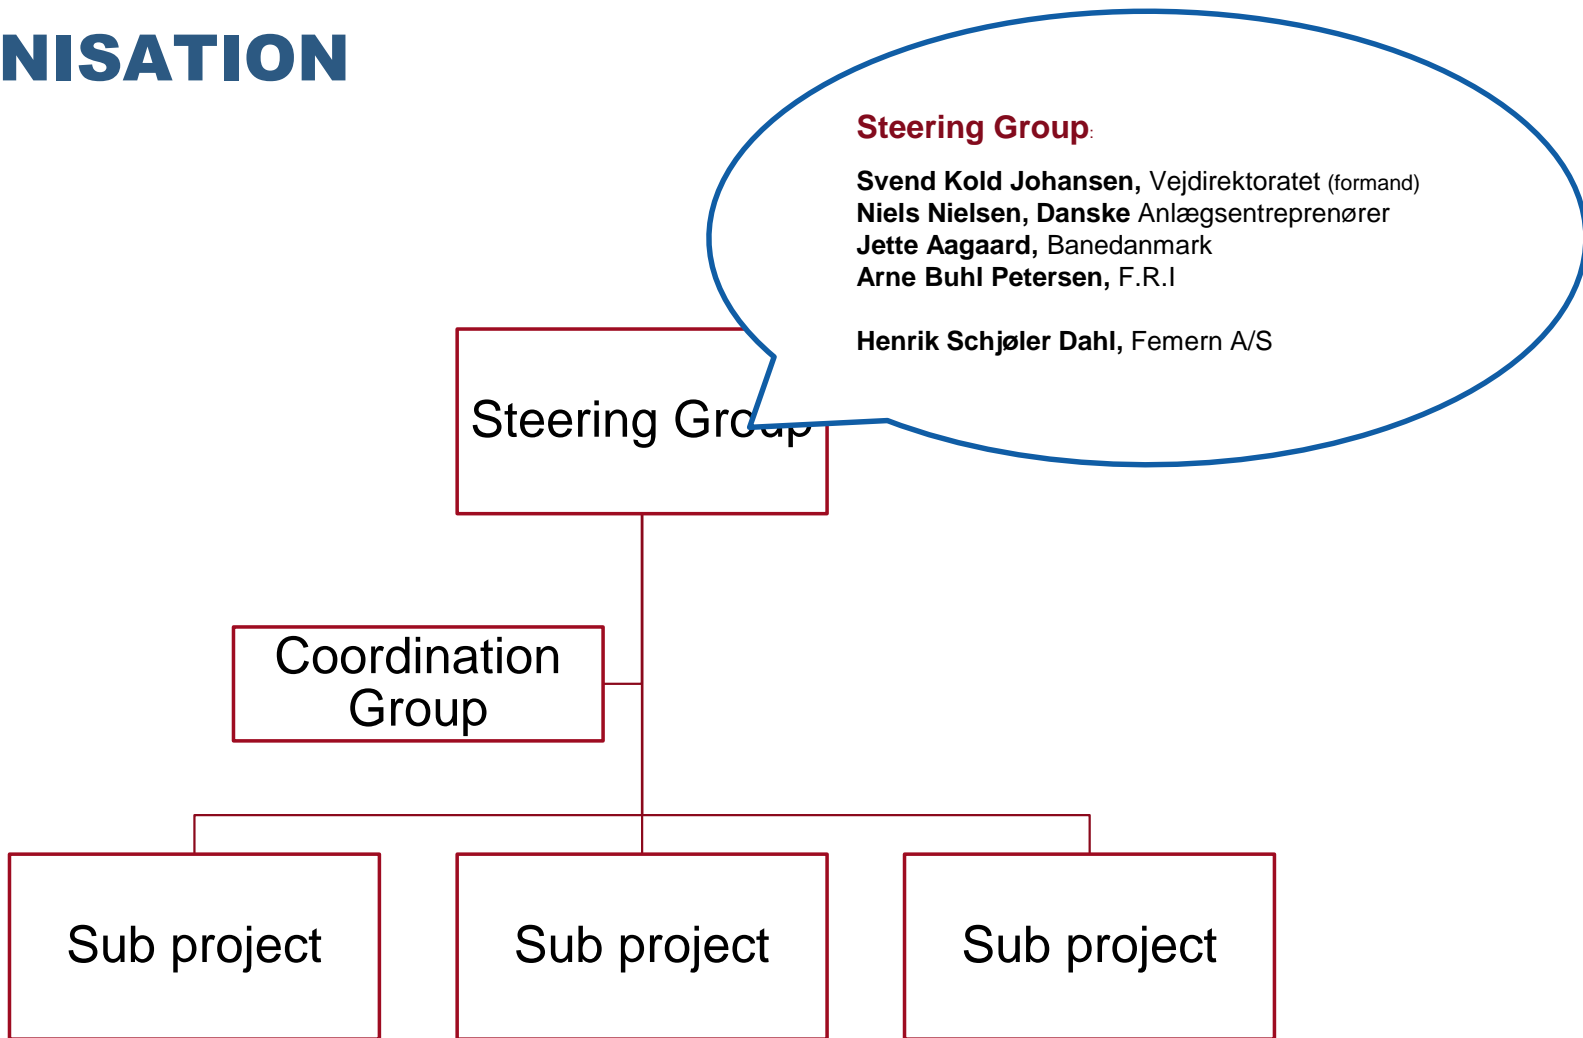 NISATION
Steering Group:
Svend Kold Johansen, Vejdirektoratet (formand)
Niels Nielsen, Danske Anlægsentreprenører
Jette Aagaard, Banedanmark
Arne Buhl Petersen, F.R.I
Henrik Schjøler Dahl, Femern A/S
Steering Group
Coordination
Group
Sub project
Sub project
Sub project